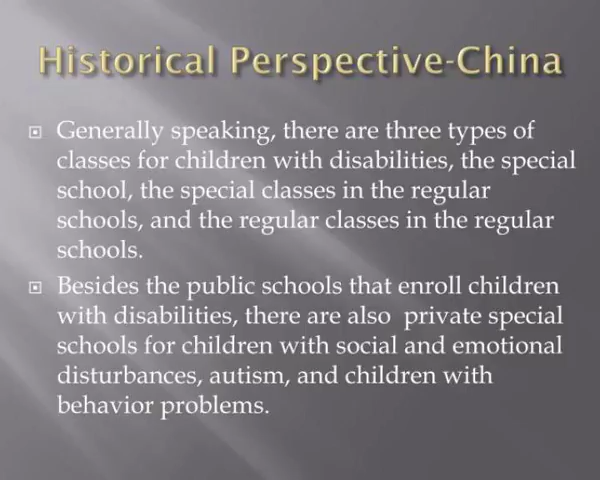 Historical Perspective-China
Generally speaking, there are three types of
classes for children with disabilities, the special
school, the special classes in the regular
schools, and the regular classes in the regular
schools.
Besides the public schools that enroll children
with disabilities, there are also  private special
schools for children with social and emotional
disturbances, autism, and children with
behavior problems.